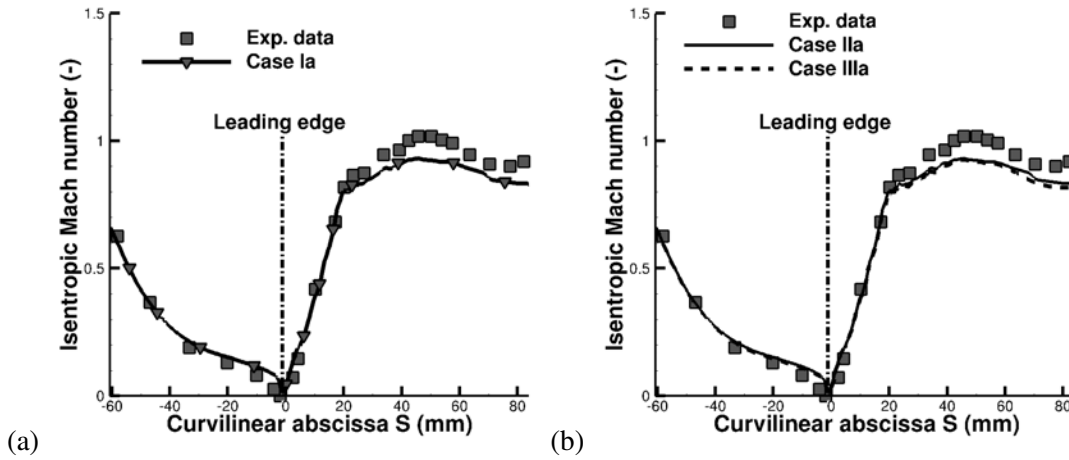 1.5
Exp. data
Case Ia
Isentropic Mach number (-)
Leading edge
1
0.5
0
-60 -40 -20 0 20 40 60 80
Curvilinear abscissa S (mm)
(a)
1.5
Exp. data
Case IIa
Case IIIa
Isentropic Mach number (-)
Leading edge
1
0.5
0
-60 -40 -20 0 20 40 60 80
Curvilinear abscissa S (mm)
(b)